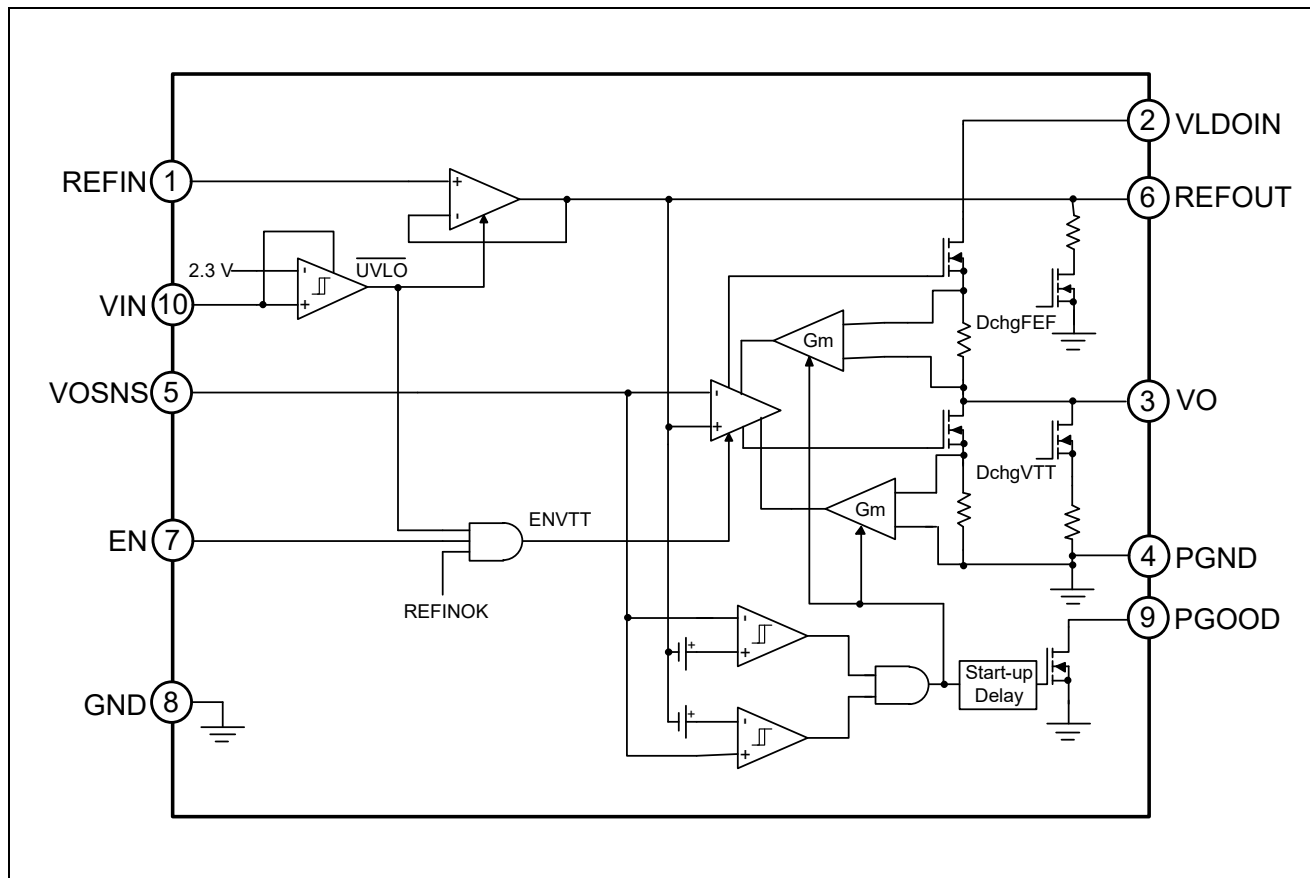 2 VLDOIN
REFIN 1
+
-
6 REFOUT
2.3 V
-
+
UVLO
VIN 10
DchgFEF
Gm
VOSNS 5
-
+
3 VO
DchgVTT
Gm
EN 7
ENVTT
4 PGND
REFINOK
9 PGOOD
-
+
+
Start-up
Delay
GND 8
+
-
+